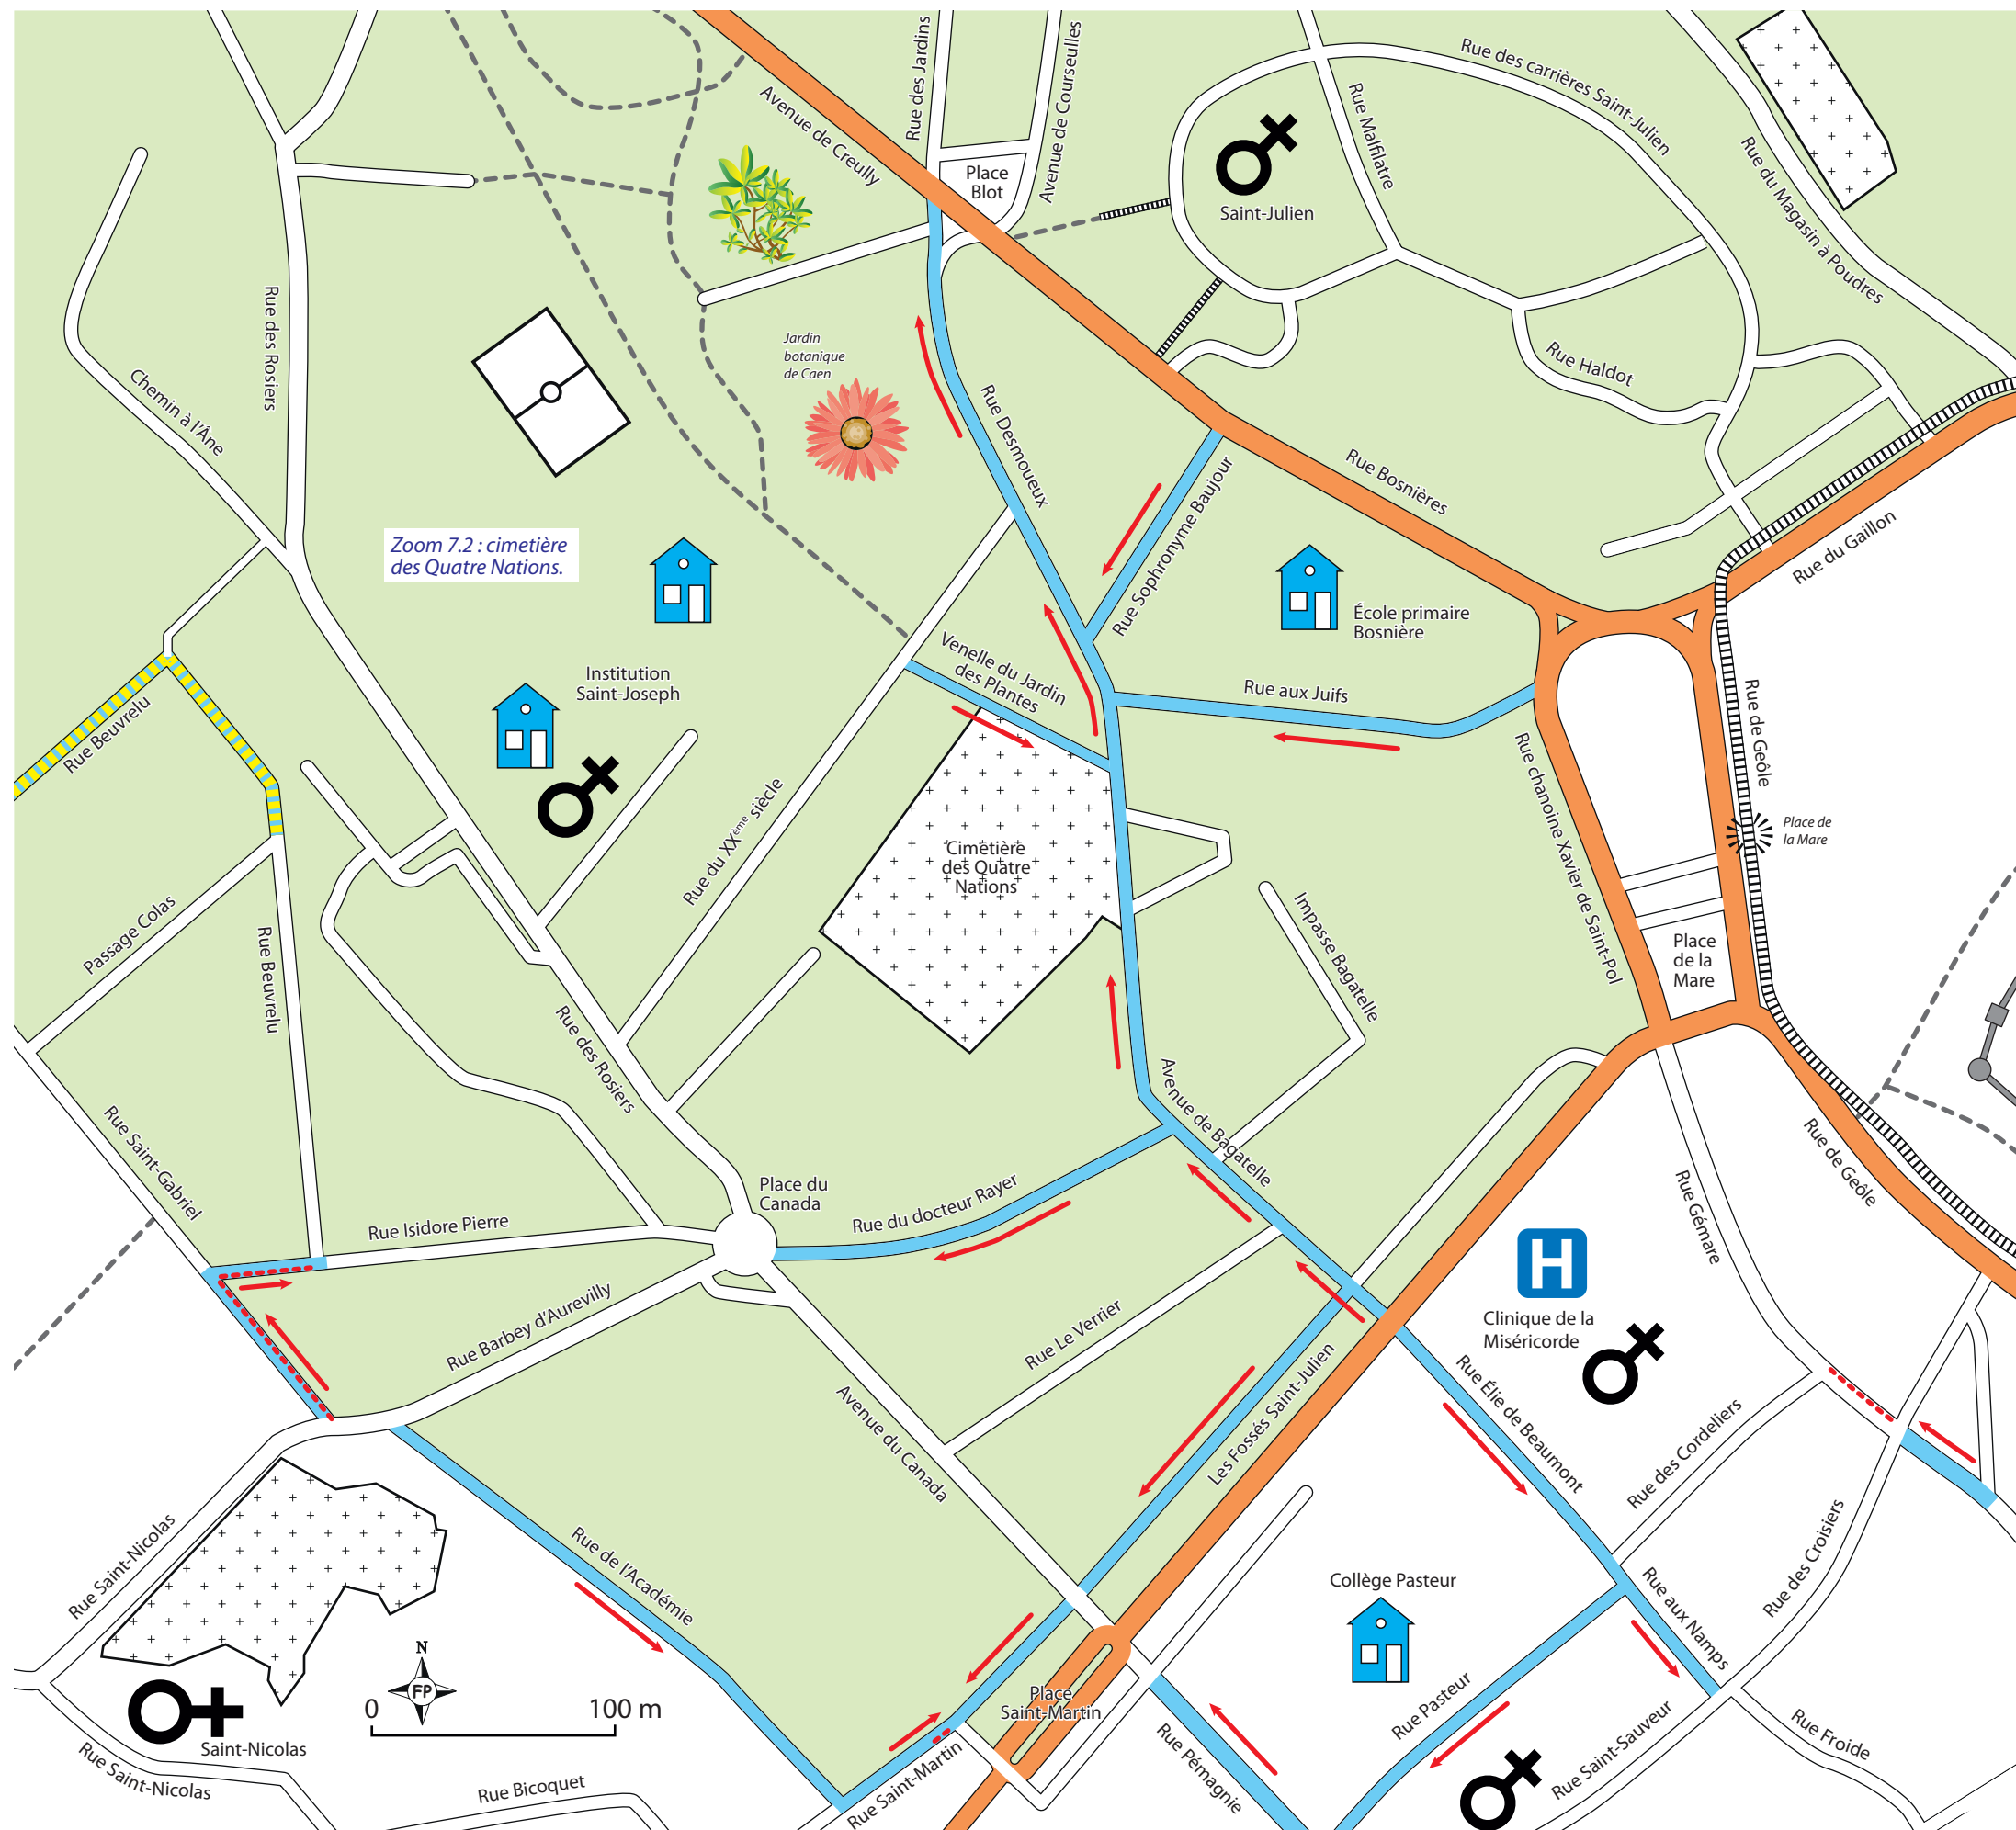 Rue des Jardins
Avenue de Courseulles
Avenue de Creully
Place
Blot
Rue Malfilatre
Rue des carrières Saint-Julien
Rue du Magasin à Poudres
Saint-Julien
Rue des Rosiers
Chemin à l'Âne
Jardin
botanique
de Caen
Rue Desmoueux
Rue Haldot
Rue Bosnières
Rue Sophronyme Baujour
Rue du Gaillon
Zoom 7.2 : cimetière
des Quatre Nations.
École primaire
Bosnière
Institution
Saint-Joseph
Venelle du Jardin
des Plantes
Rue aux Juifs
Rue de Geôle
Rue Beuvrelu
Rue chanoine Xavier de Saint-Pol
Place de
la Mare
Rue du XXème siècle
Cimetière
des Quatre
Nations
Passage Colas
Rue Beuvrelu
Impasse Bagatelle
Place
de la
Mare
Rue des Rosiers
Avenue de Bagatelle
Rue Saint-Gabriel
Rue de Geôle
Rue Gémare
Place du
Canada
Rue du docteur Rayer
Rue Isidore Pierre
H
Clinique de la
Miséricorde
Rue Barbey d'Aurevilly
Rue Le Verrier
Les Fossés Saint-Julien
Rue Élie de Beaumont
Avenue du Canada
Rue des Cordeliers
Rue Saint-Nicolas
Rue de l'Académie
Rue des Croisiers
Collège Pasteur
Rue aux Namps
N
FP
0 100 m
Place
Saint-Martin
Rue Pasteur
Rue Saint-Nicolas
Saint-Nicolas
Rue Saint-Martin
Rue Pémagnie
Rue Saint-Sauveur
Rue Froide
Rue Bicoquet